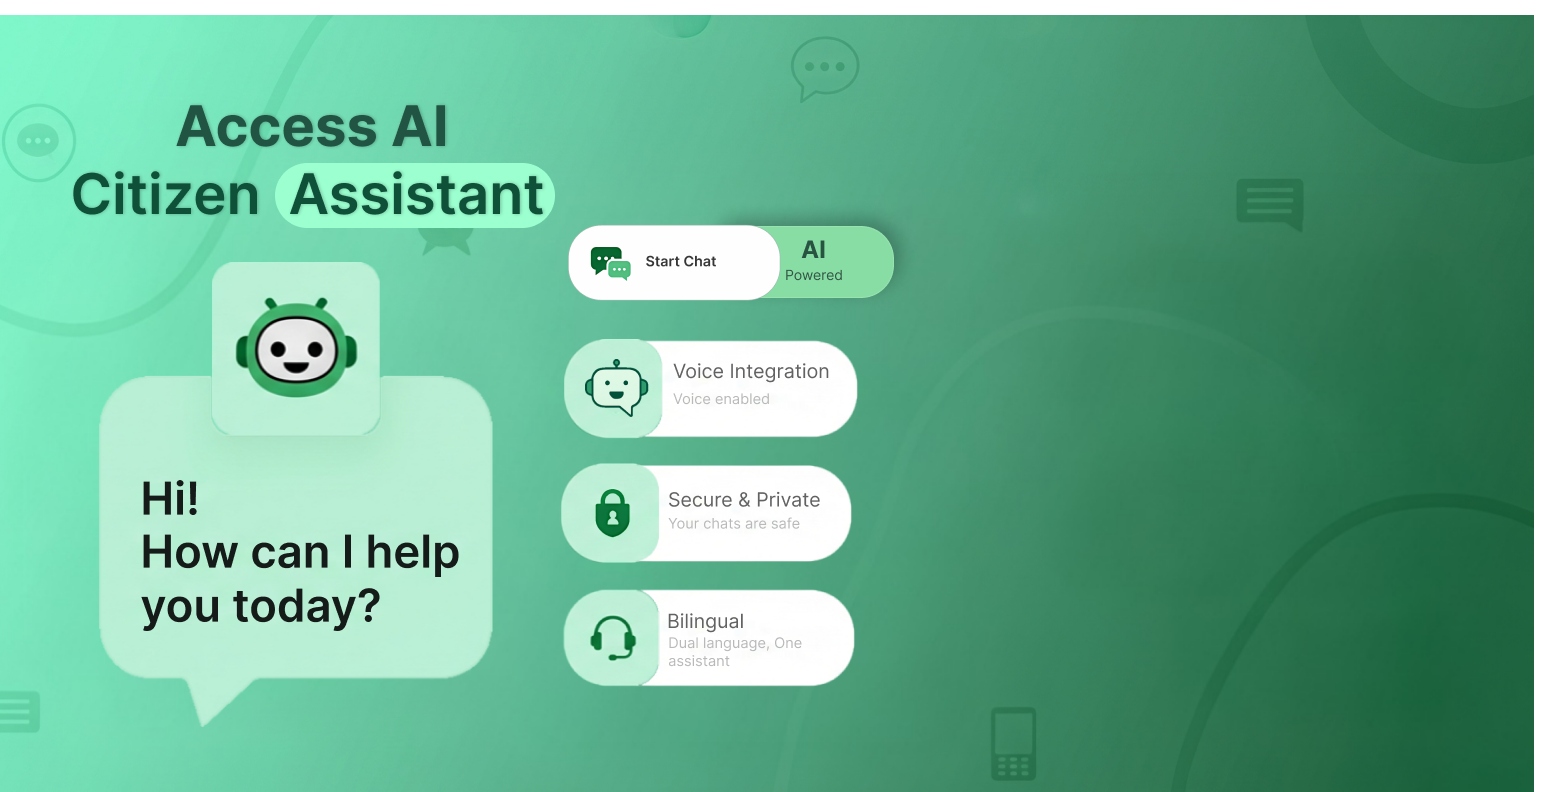 Access AI
Citizen Assistant
Hi!
How can I help
you today?
Start Chat
AI
Powered
Voice Integration
Voice enabled
Secure & Private
Your chats are safe
Bilingual
Dual language, One
assistant